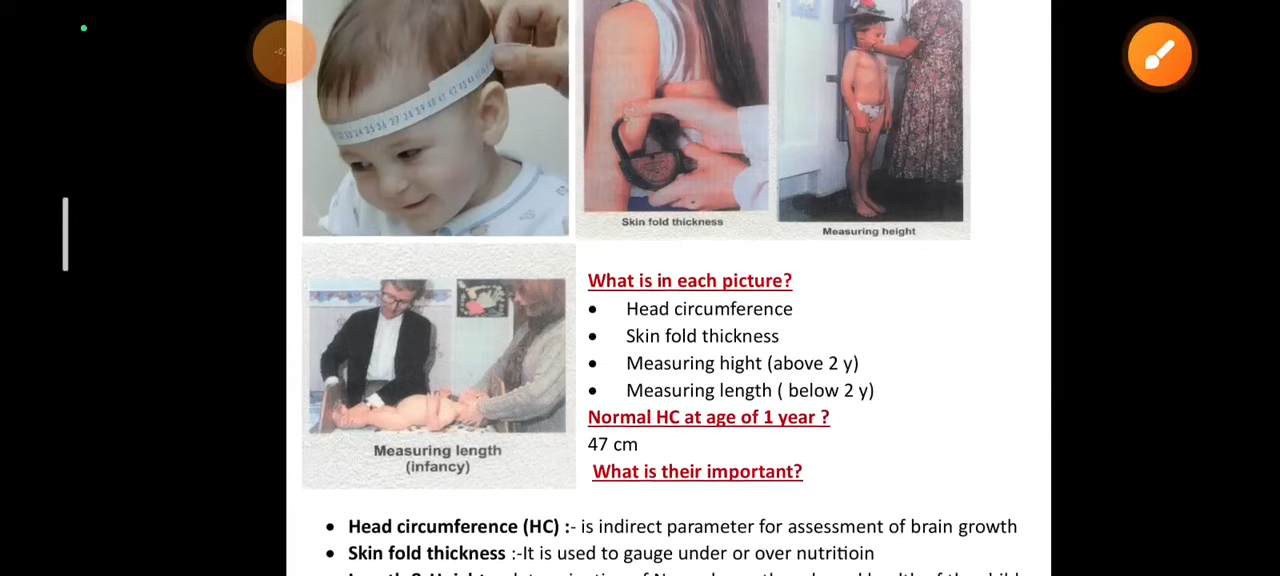 Skin fold thickness
Measuring height
What is in each picture?
• Head circumference
• Skin fold thickness
• Measuring hight (above 2 y)
• Measuring length ( below 2 y)
Normal HC at age of 1 year ?
47 cm
What is their important?
Measuring length
(infancy)
• Head circumference (HC) :- is indirect parameter for assessment of brain growth
• Skin fold thickness :-It is used to gauge under or over nutritioin